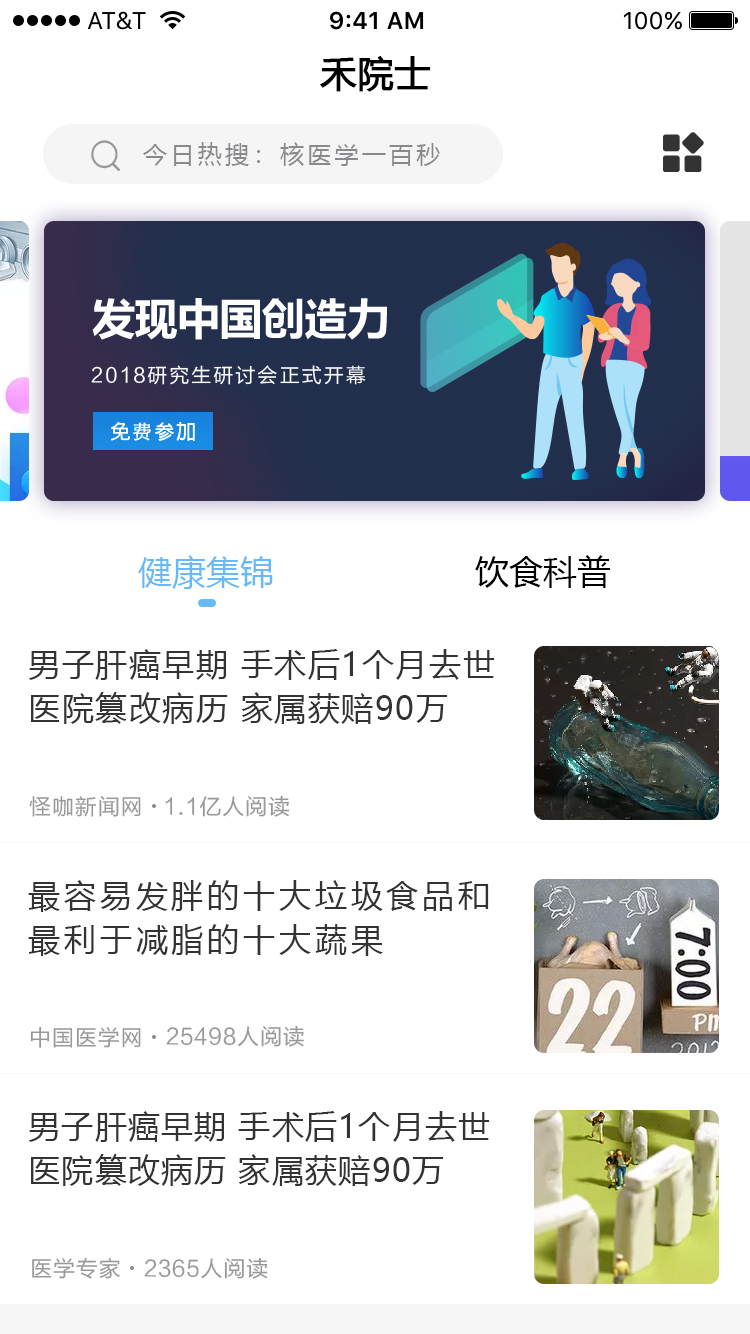 AT&T
9:41 AM
100%
禾院士
今日热搜：核医学一百秒
发现中国创造力
2018研究生研讨会正式开幕
免费参加
健康集锦
饮食科普
男子肝癌早期 手术后1个月去世
医院篡改病历 家属获赔90万
怪咖新闻网·1.1亿人阅读
最容易发胖的十大垃圾食品和
最利于减脂的十大蔬果
7:00
22
PM
2012
中国医学网·25498人阅读
男子肝癌早期 手术后1个月去世
医院篡改病历 家属获赔90万
医学专家·2365人阅读